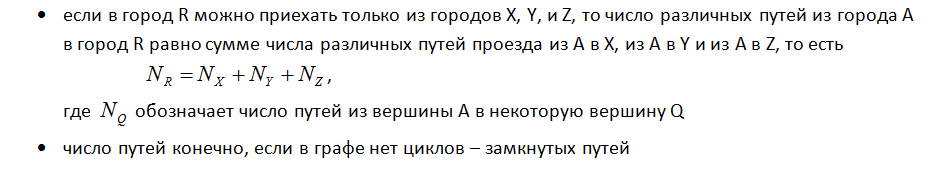 • если в город R можно приехать только из городов X, Y, и Z, то число различных путей из города A
в город R равно сумме числа различных путей проезда из A в X, из A в Y и из A в Z, то есть
N_R = N_X + N_Y + N_Z,
где N_Q обозначает число путей из вершины A в некоторую вершину Q
• число путей конечно, если в графе нет циклов – замкнутых путей